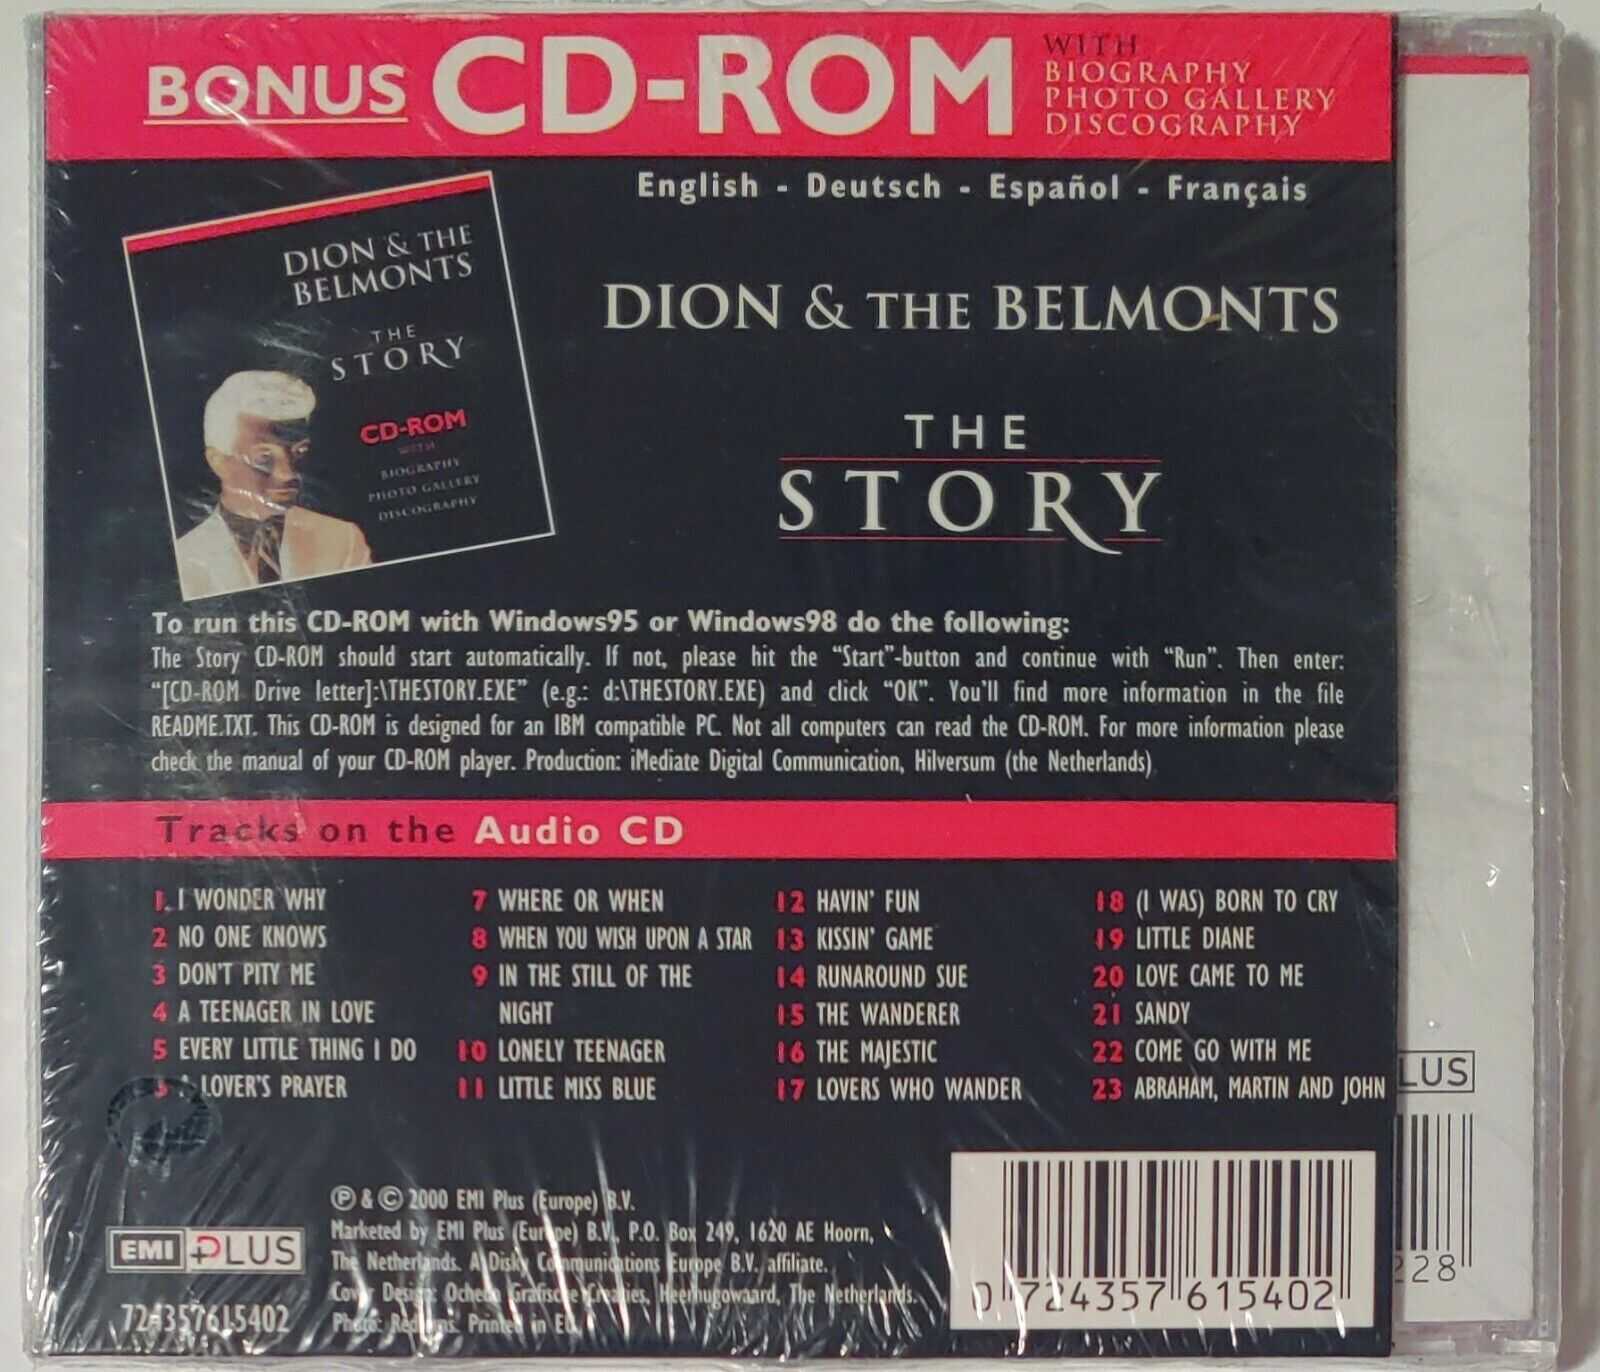 BONUS CD-ROM
WITH
BIOGRAPHY
PHOTO GALLERY
DISCOGRAPHY
English - Deutsch - Español - Français
DION & THE
BELMONTS
THE
STORY
CD-ROM
WITH
BIOGRAPHY
PHOTO GALLERY
DISCOGRAPHY
DION & THE BELMONTS
THE
STORY
To run this CD-ROM with Windows95 or Windows98 do the following:
The Story CD-ROM should start automatically. If not, please hit the “Start”-button and continue with “Run”. Then enter:
“[CD-ROM Drive letter]:\THESTORY.EXE” (e.g.: d:\THESTORY.EXE) and click “OK”. You’ll find more information in the file
README.TXT. This CD-ROM is designed for an IBM compatible PC. Not all computers can read the CD-ROM. For more information please
check the manual of your CD-ROM player. Production: iMediate Digital Communication, Hilversum (the Netherlands)
Tracks on the Audio CD
1. I WONDER WHY
2 NO ONE KNOWS
3 DON'T PITY ME
4 A TEENAGER IN LOVE
5 EVERY LITTLE THING I DO
A LOVER'S PRAYER
7 WHERE OR WHEN
8 WHEN YOU WISH UPON A STAR
9 IN THE STILL OF THE
NIGHT
10 LONELY TEENAGER
11 LITTLE MISS BLUE
12 HAVIN' FUN
13 KISSIN' GAME
14 RUNAROUND SUE
15 THE WANDERER
16 THE MAJESTIC
17 LOVERS WHO WANDER
18 (I WAS) BORN TO CRY
19 LITTLE DIANE
20 LOVE CAME TO ME
21 SANDY
22 COME GO WITH ME
23 ABRAHAM, MARTIN AND JOHN
LUS
EMI PLUS
724357615402
℗ & © 2000 EMI Plus (Europe) B.V.
Marketed by EMI Plus (Europe) B.V., P.O. Box 249, 1620 AE Hoorn,
The Netherlands. A Disky Communications Europe B.V. affiliate.
Cover Design: Ocheda Grafische Creaties, Heerhugowaard, The Netherlands.
Photo: Redferns. Printed in EU
0 724357 615402
228